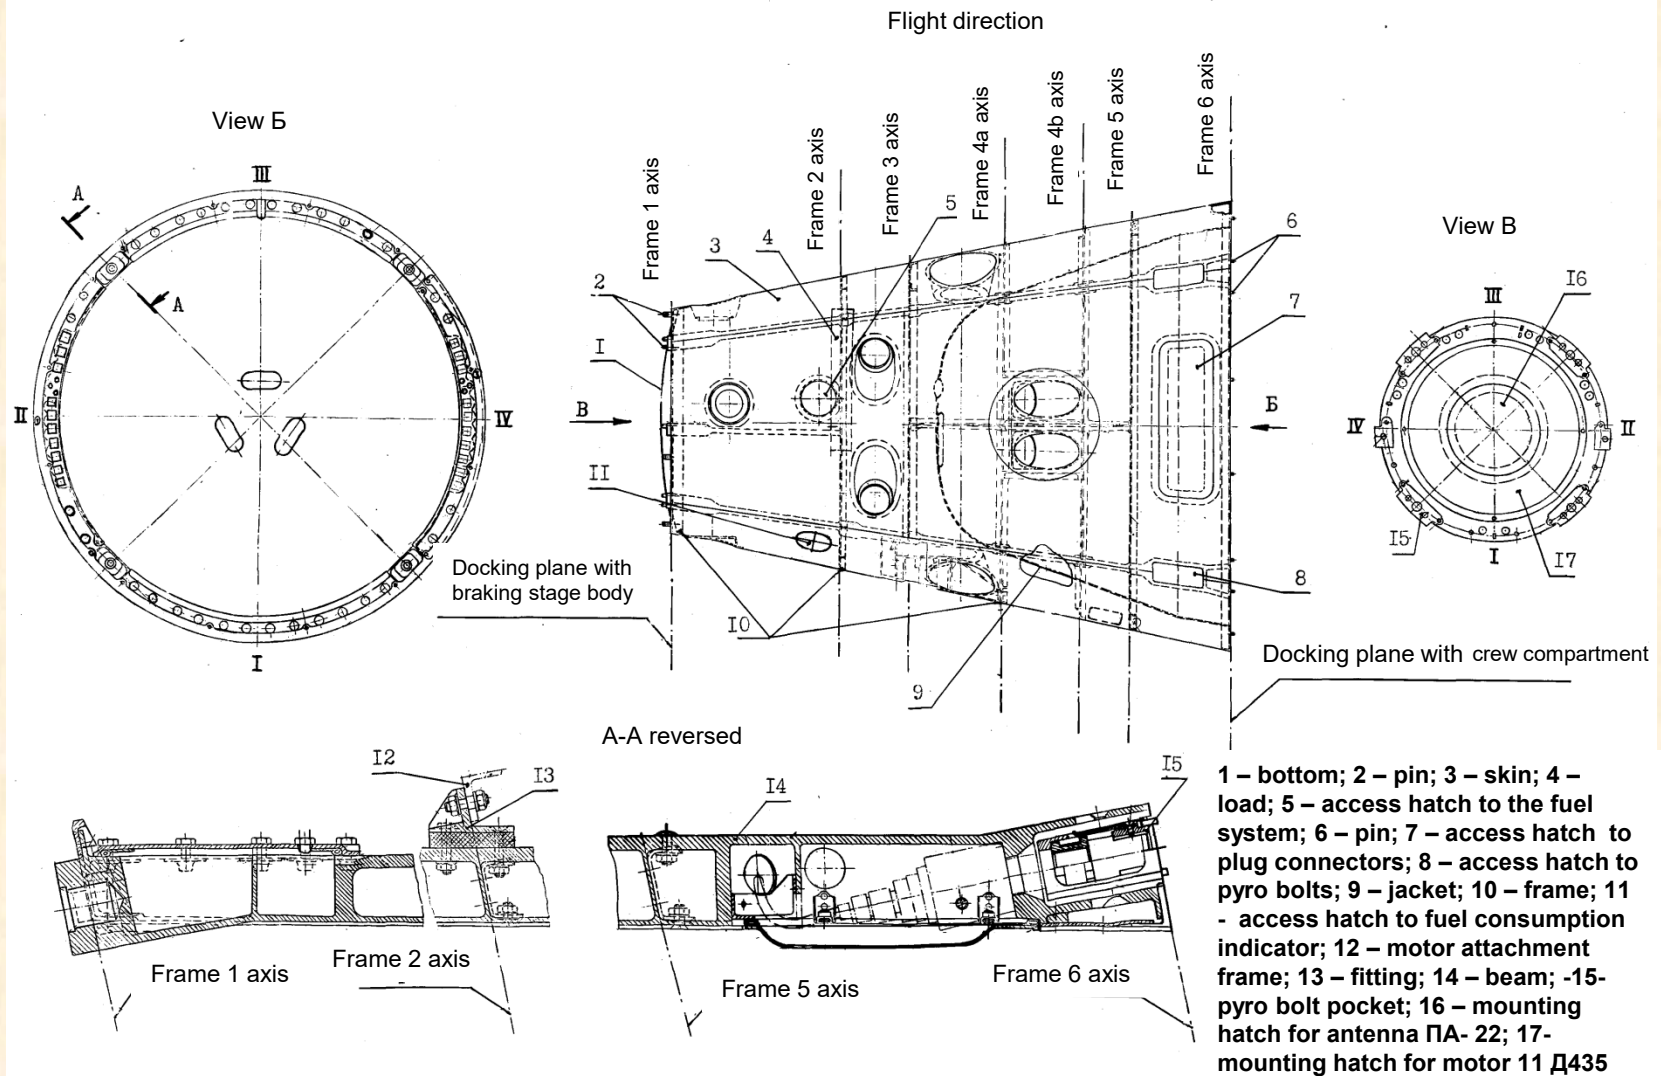 Flight direction
View Б
Frame 1 axis
Frame 2 axis
Frame 3 axis
Frame 4a axis
Frame 4b axis
Frame 5 axis
Frame 6 axis
View В
A
A
III
II
IV
I
2
3
4
5
6
7
I
II
В
Б
8
9
IO
Docking plane with
braking stage body
Docking plane with crew compartment
III
IV
II
I
I6
I5
I7
A-A reversed
I2
I3
I4
I5
Frame 1 axis
Frame 2 axis
Frame 5 axis
Frame 6 axis
1 – bottom; 2 – pin; 3 – skin; 4 –
load; 5 – access hatch to the fuel
system; 6 – pin; 7 – access hatch to
plug connectors; 8 – access hatch to
pyro bolts; 9 – jacket; 10 – frame; 11
- access hatch to fuel consumption
indicator; 12 – motor attachment
frame; 13 – fitting; 14 – beam; -15-
pyro bolt pocket; 16 – mounting
hatch for antenna ПА- 22; 17-
mounting hatch for motor 11 Д435